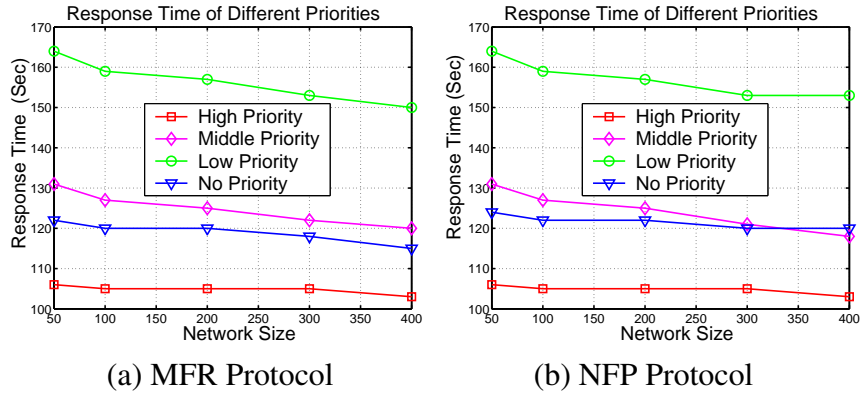 Response Time of Different Priorities
170
160
150
140
130
120
110
100
Response Time (Sec)
High Priority
Middle Priority
Low Priority
No Priority
50 100 150 200 250 300 350 400
Network Size
(a) MFR Protocol
Response Time of Different Priorities
170
160
150
140
130
120
110
100
Response Time (Sec)
High Priority
Middle Priority
Low Priority
No Priority
50 100 150 200 250 300 350 400
Network Size
(b) NFP Protocol